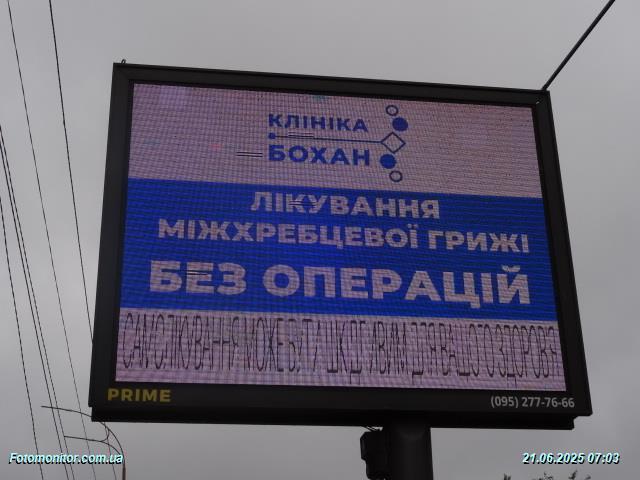 КЛІНІКА
БОХАН
ЛІКУВАННЯ
МІЖХРЕБЦЕВОЇ ГРИЖІ
БЕЗ ОПЕРАЦІЙ
САМОЛІКУВАННЯ МОЖЕ БУТИ ШКІДЛИВИМ ДЛЯ ВАШОГО ЗДОРОВ'Я
PRIME
(095) 277-76-66
Fotomonitor.com.ua
21.06.2025 07:03